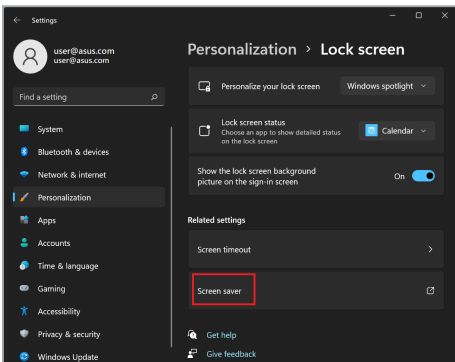 Settings
user@asus.com
user@asus.com
Find a setting
System
Bluetooth & devices
Network & internet
Personalization
Apps
Accounts
Time & language
Gaming
Accessibility
Privacy & security
Windows Update
Personalization > Lock screen
Personalize your lock screen
Windows spotlight
Lock screen status
Choose an app to show detailed status
on the lock screen
Calendar
Show the lock screen background
picture on the sign-in screen
On
Related settings
Screen timeout
Screen saver
Get help
Give feedback